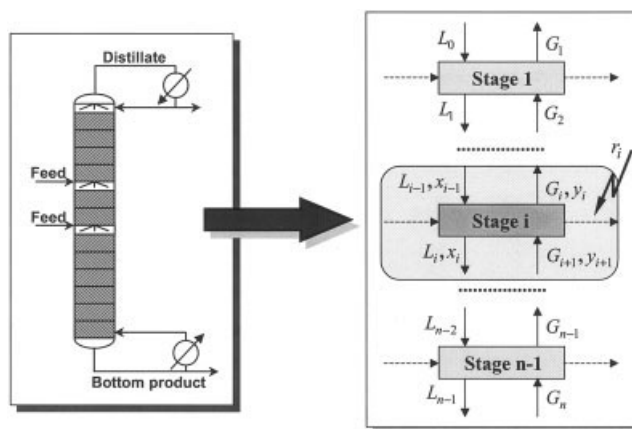 Distillate
Feed
Feed
Bottom product
L₀
G₁
Stage 1
L₁
G₂
rᵢ
Lᵢ₋₁, xᵢ₋₁
Gᵢ, yᵢ
Stage i
Lᵢ, xᵢ
Gᵢ₊₁, yᵢ₊₁
Lₙ₋₂
Gₙ₋₁
Stage n-1
Lₙ₋₁
Gₙ